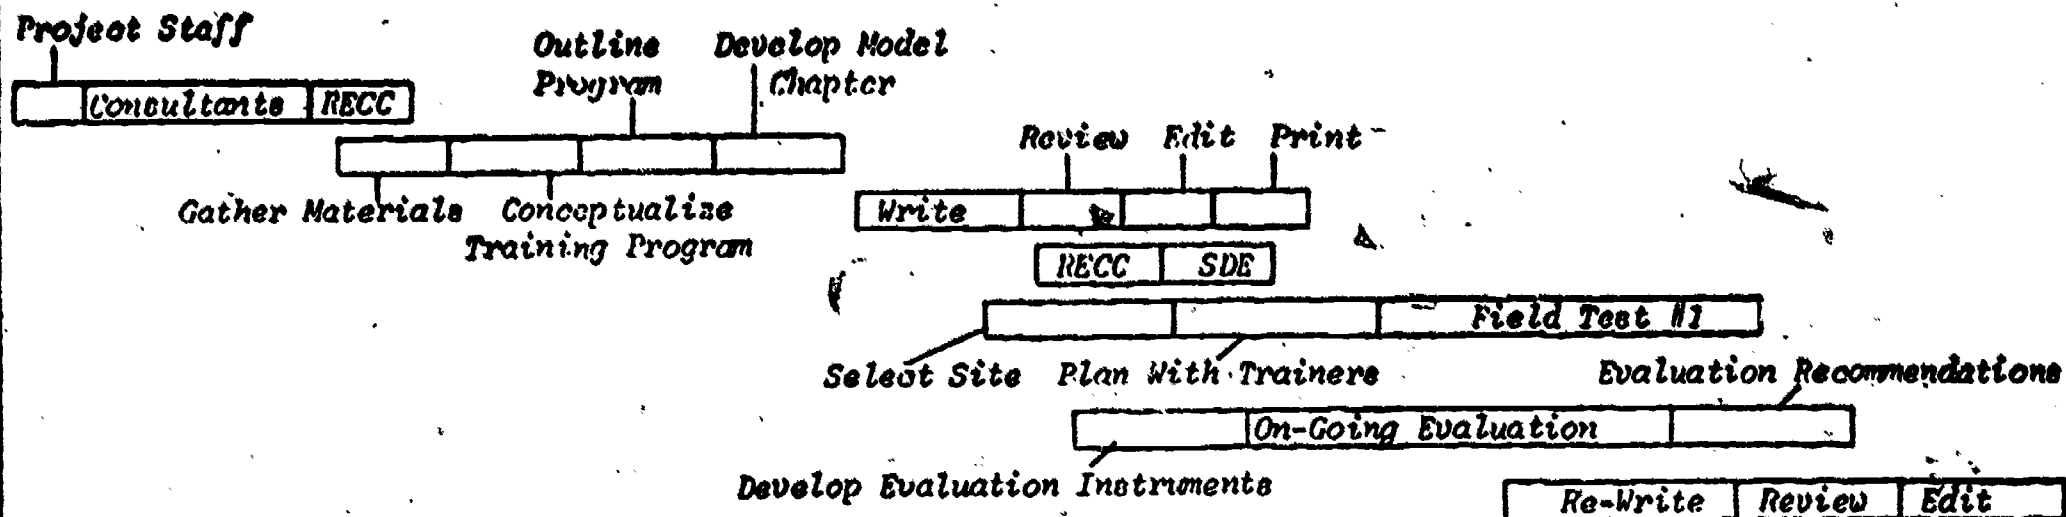 Project Staff
Outline Develop Model
Program Chapter
Consultants RECC
Review Edit Print
Gather Materials Conceptualize
Training Program
Write
RECC SDE
Field Test #1
Select Site Plan With Trainers
Evaluation Recommendations
On-Going Evaluation
Develop Evaluation Instruments
Re-Write Review Edit